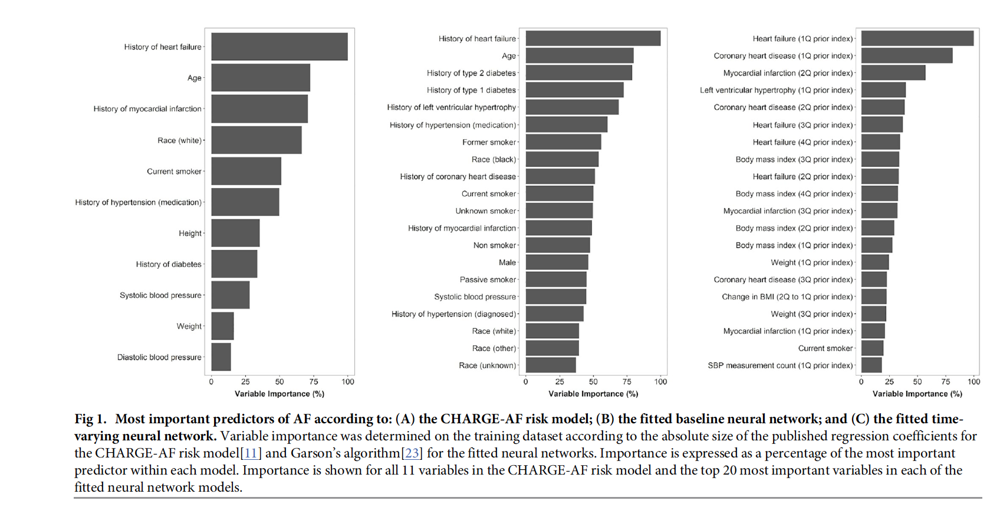 History of heart failure
Age
History of myocardial infarction
Race (white)
Current smoker
History of hypertension (medication)
Height
History of diabetes
Systolic blood pressure
Weight
Diastolic blood pressure
0 25 50 75 100
Variable Importance (%)
History of heart failure
Age
History of type 2 diabetes
History of type 1 diabetes
History of left ventricular hypertrophy
History of hypertension (medication)
Former smoker
Race (black)
History of coronary heart disease
Current smoker
Unknown smoker
History of myocardial infarction
Non smoker
Male
Passive smoker
Systolic blood pressure
History of hypertension (diagnosed)
Race (white)
Race (other)
Race (unknown)
0 25 50 75 100
Variable Importance (%)
Heart failure (1Q prior index)
Coronary heart disease (1Q prior index)
Myocardial infarction (2Q prior index)
Left ventricular hypertrophy (1Q prior index)
Coronary heart disease (2Q prior index)
Heart failure (3Q prior index)
Heart failure (4Q prior index)
Body mass index (3Q prior index)
Heart failure (2Q prior index)
Body mass index (4Q prior index)
Myocardial infarction (3Q prior index)
Body mass index (2Q prior index)
Body mass index (1Q prior index)
Weight (1Q prior index)
Coronary heart disease (3Q prior index)
Change in BMI (2Q to 1Q prior index)
Weight (3Q prior index)
Myocardial infarction (1Q prior index)
Current smoker
SBP measurement count (1Q prior index)
0 25 50 75 100
Variable Importance (%)
Fig 1. Most important predictors of AF according to: (A) the CHARGE-AF risk model; (B) the fitted baseline neural network; and (C) the fitted time-
varying neural network. Variable importance was determined on the training dataset according to the absolute size of the published regression coefficients for
the CHARGE-AF risk model[11] and Garson's algorithm[23] for the fitted neural networks. Importance is expressed as a percentage of the most important
predictor within each model. Importance is shown for all 11 variables in the CHARGE-AF risk model and the top 20 most important variables in each of the
fitted neural network models.